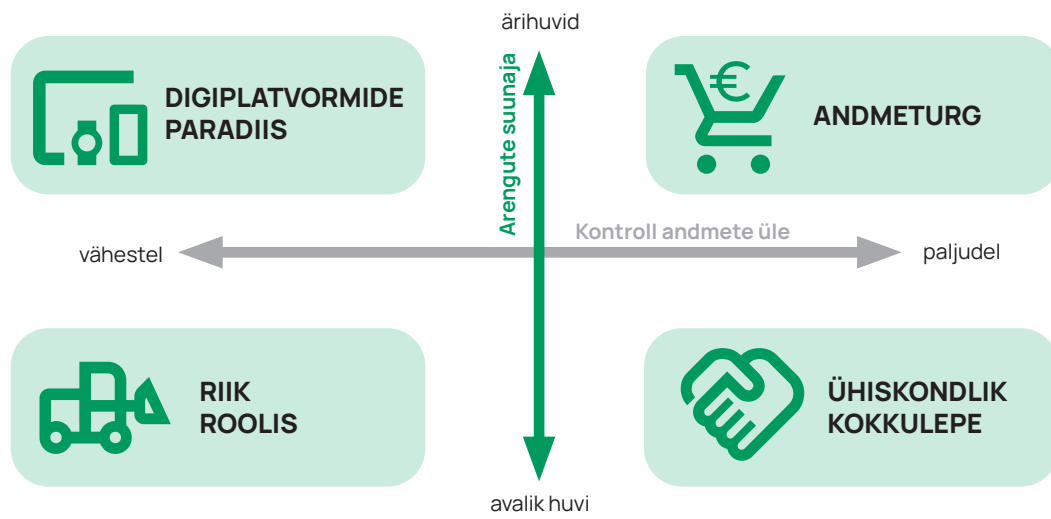 ärihuvid
DIGIPLATVORMIDE
PARADIIS
Arengute suunaja
€
ANDMETURG
vähestel
Kontroll andmete üle
paljudel
RIIK
ROOLIS
ÜHISKONDLIK
KOKKULEPE
avalik huvi